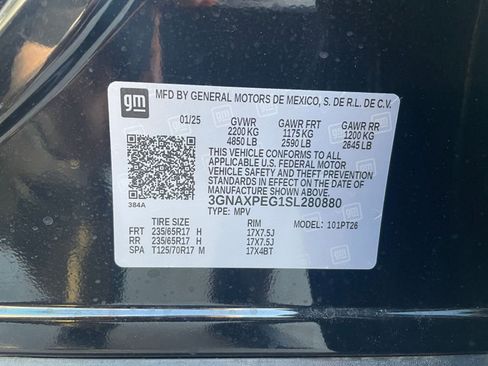 gm
MFD BY GENERAL MOTORS DE MEXICO, S. DE R.L. DE C.V.
01/25 GVWR GAWR FRT GAWR RR
2200 KG 1175 KG 1200 KG
4850 LB 2590 LB 2645 LB
THIS VEHICLE CONFORMS TO ALL
APPLICABLE U.S. FEDERAL MOTOR
VEHICLE SAFETY AND THEFT PREVENTION
STANDARDS IN EFFECT ON THE DATE OF
MANUFACTURE SHOWN ABOVE.
384A 3GNAXPEG1SL280880
TYPE: MPV MODEL: 101PT26
TIRE SIZE RIM
FRT 235/65R17 H 17X7.5J
RR 235/65R17 H 17X7.5J
SPA T125/70R17 M 17X4BT